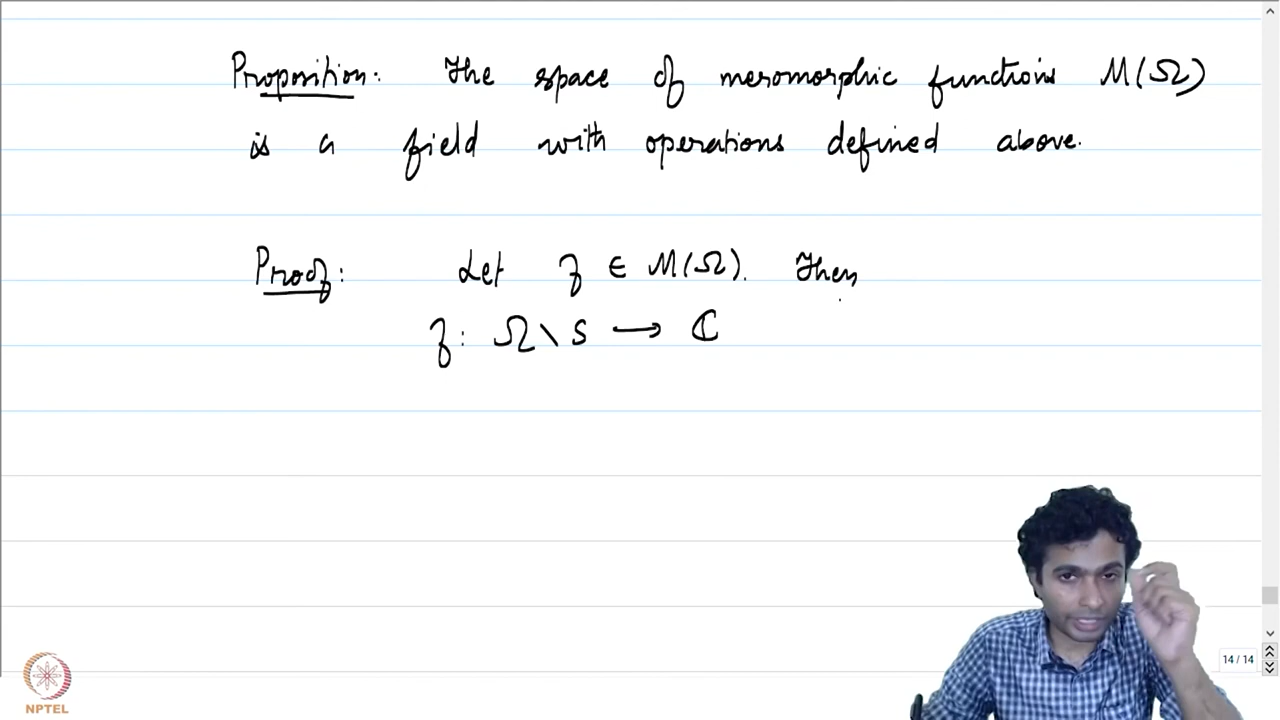 Proposition: The space of meromorphic functions M(Ω)
is a field with operations defined above.
Proof: Let f ∈ M(Ω). Then
f: Ω \ S → ℂ
14 / 14
NPTEL